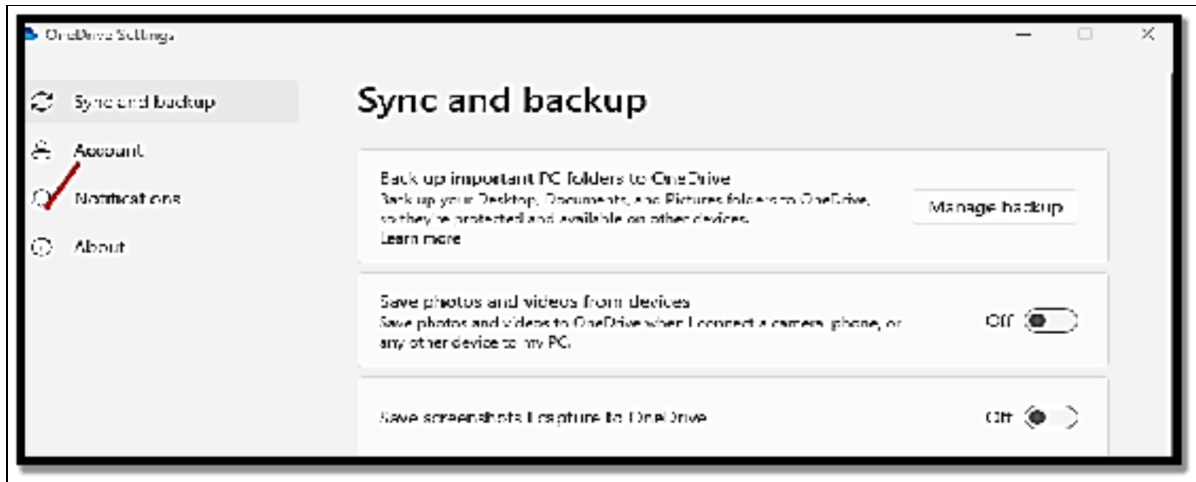 OneDrive Settings
Sync and backup
Account
Notifications
About
Sync and backup
Back up important PC folders to OneDrive
Back up your Desktop, Documents, and Pictures folders to OneDrive,
so they're protected and available on other devices.
Learn more
Manage backup
Save photos and videos from devices
Save photos and videos to OneDrive when I connect a camera, phone, or
any other device to my PC.
Off
Save screenshots I capture to OneDrive
Off